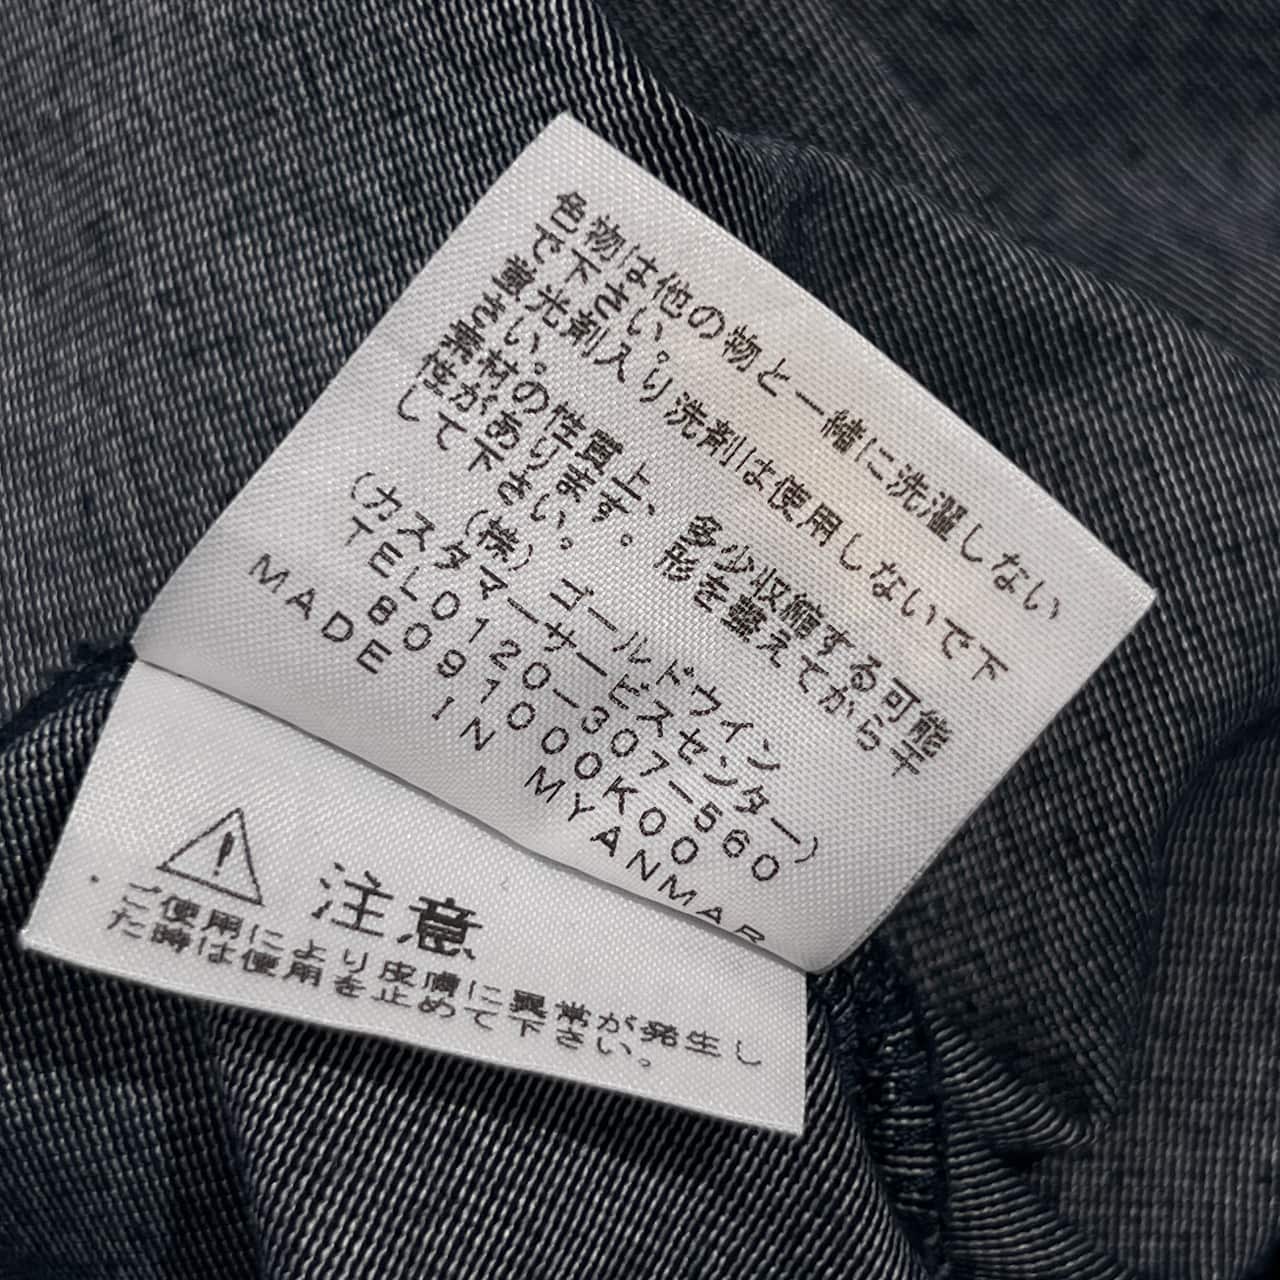 色物は他の物と一緒に洗濯しない
で下さい。
蛍光剤入り洗剤は使用しないで下
さい。
素材の性質上、多少収縮する可能
性があります。形を整えてから干
して下さい。
(株)ゴールドウイン
(カスタマーサービスセンター)
TEL0120-307-560
8091000K00
MADE IN MYANMAR
注意
・ご使用により皮膚に異常が発生し
た時は使用を止めて下さい。